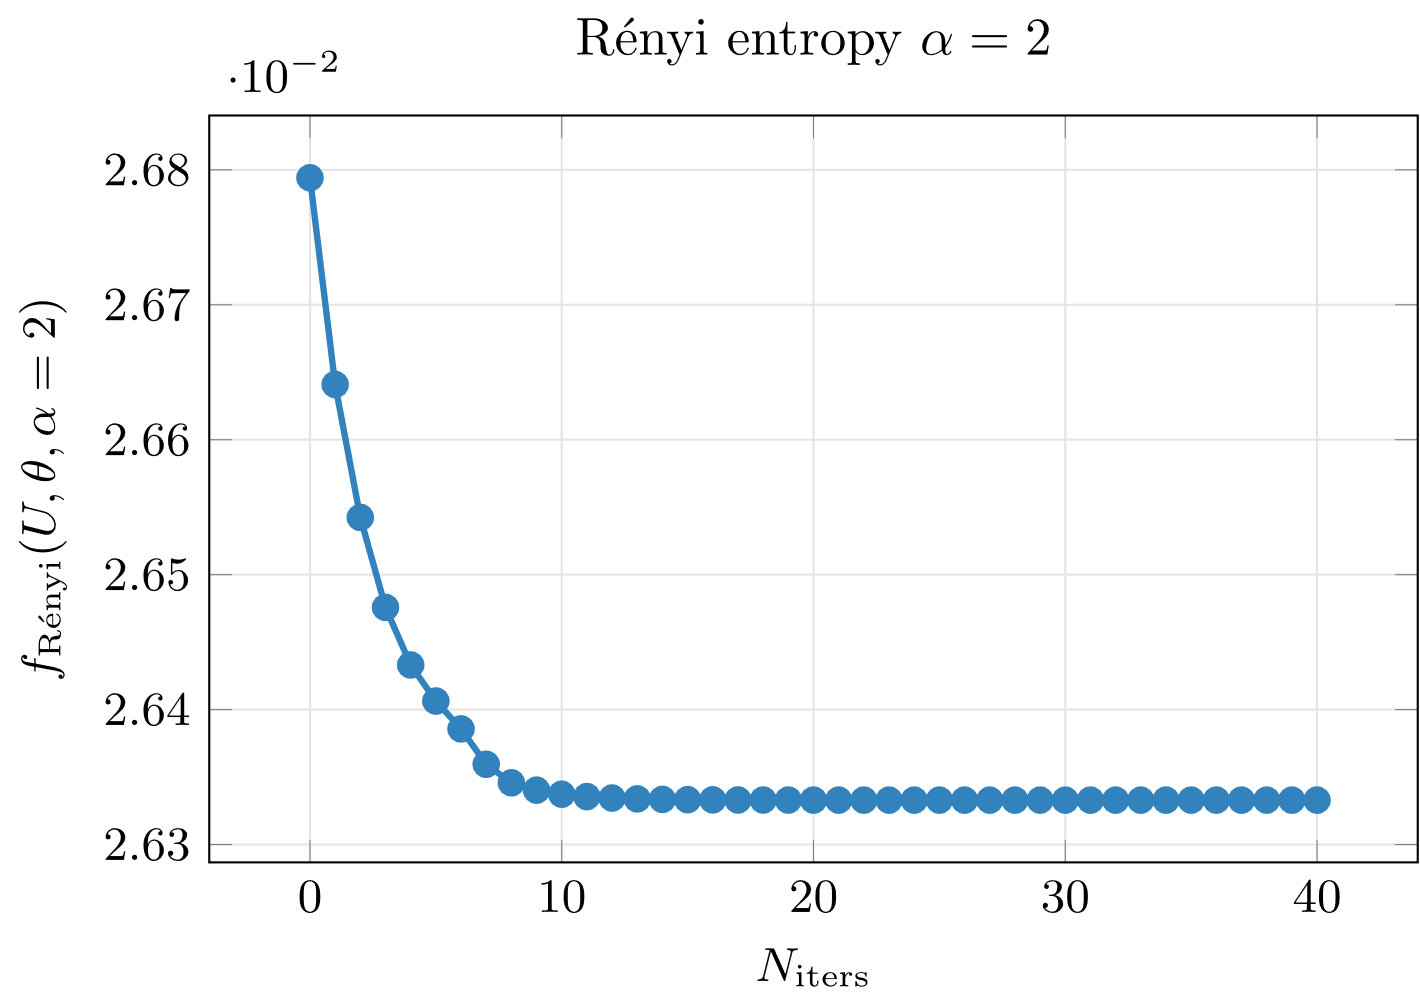 Rényi entropy α = 2
·10⁻²
2.68
2.67
2.66
2.65
2.64
2.63
f_Rényi(U, θ, α = 2)
0 10 20 30 40
N_iters